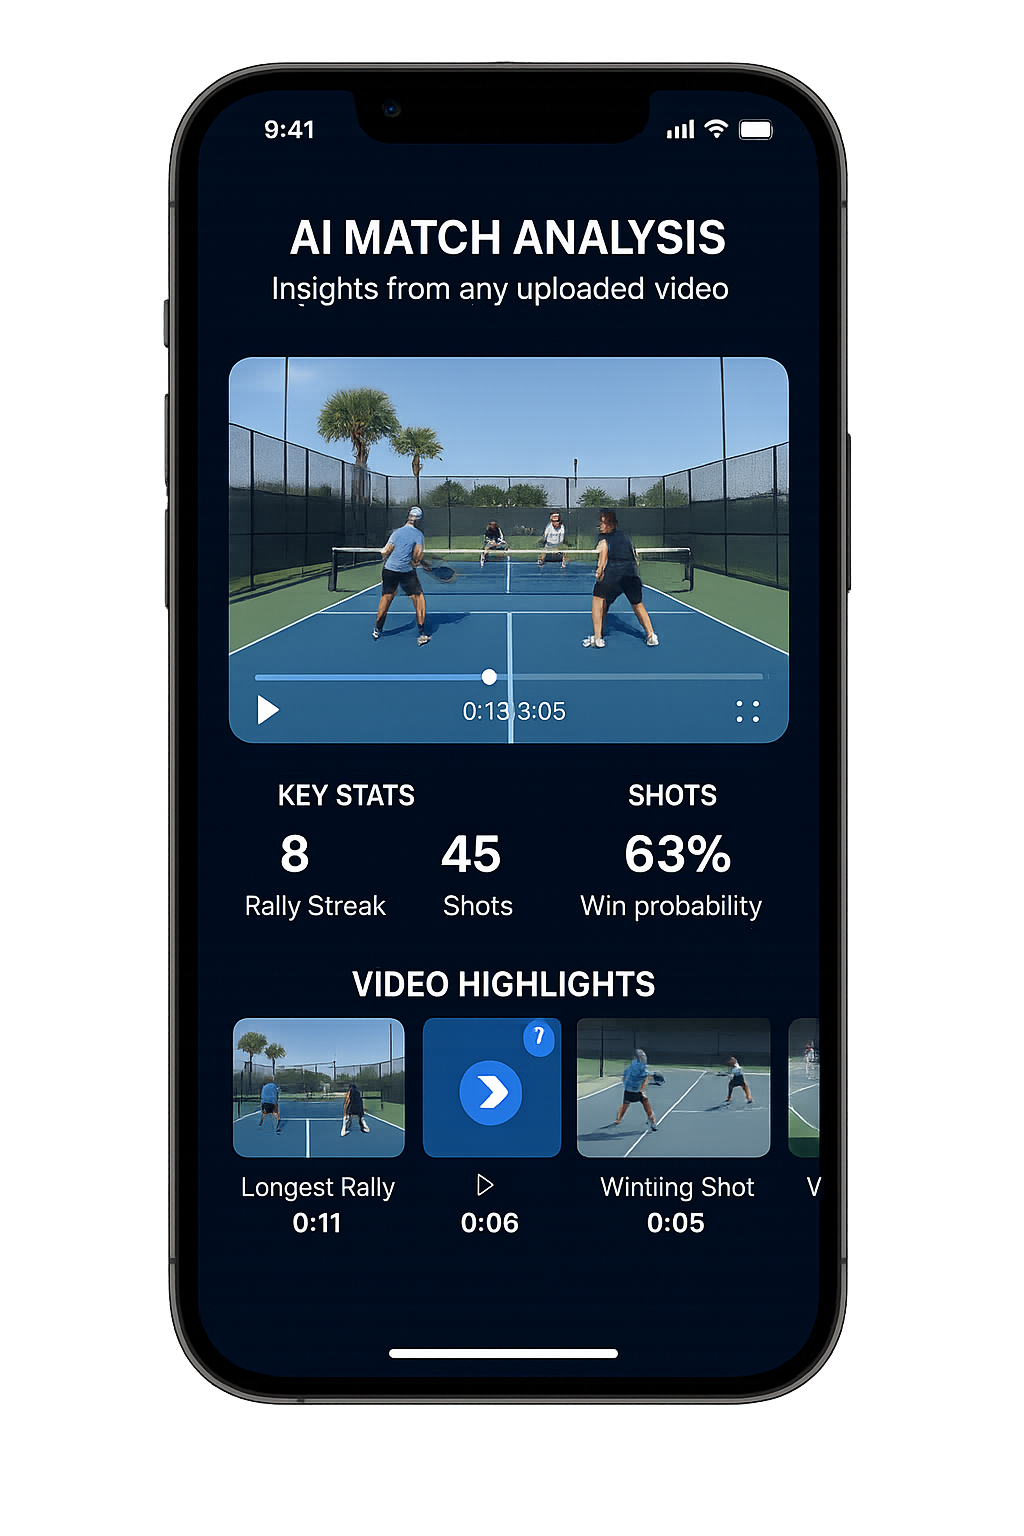 9:41
AI MATCH ANALYSIS
Insights from any uploaded video
0:13 3:05
KEY STATS
SHOTS
8
45
63%
Rally Streak
Shots
Win probability
VIDEO HIGHLIGHTS
7
Longest Rally
Wintiing Shot
V
0:11
0:06
0:05